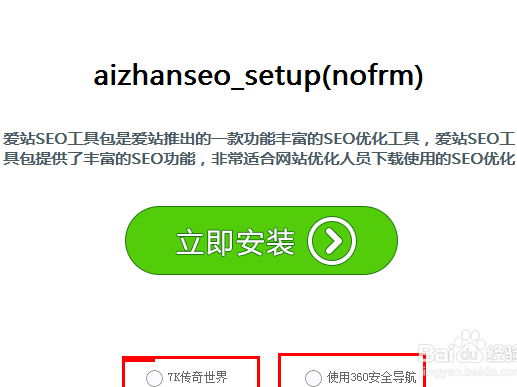 aizhanseo_setup(nofrm)
爱站SEO工具包是爱站推出的一款功能丰富的SEO优化工具，爱站SEO工
具包提供了丰富的SEO功能，非常适合网站优化人员下载使用的SEO优化
立即安装
7K传奇世界
使用360安全导航
Baidu经验
jingyan.baidu.com